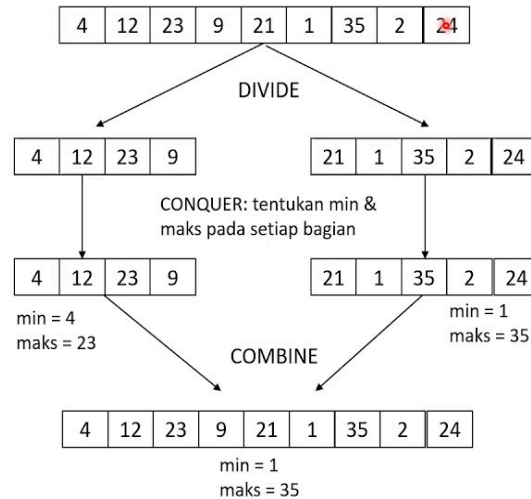 4 12 23 9 21 1 35 2 24
DIVIDE
4 12 23 9
21 1 35 2 24
CONQUER: tentukan min &
maks pada setiap bagian
4 12 23 9
21 1 35 2 24
min = 4
maks = 23
min = 1
maks = 35
COMBINE
4 12 23 9 21 1 35 2 24
min = 1
maks = 35